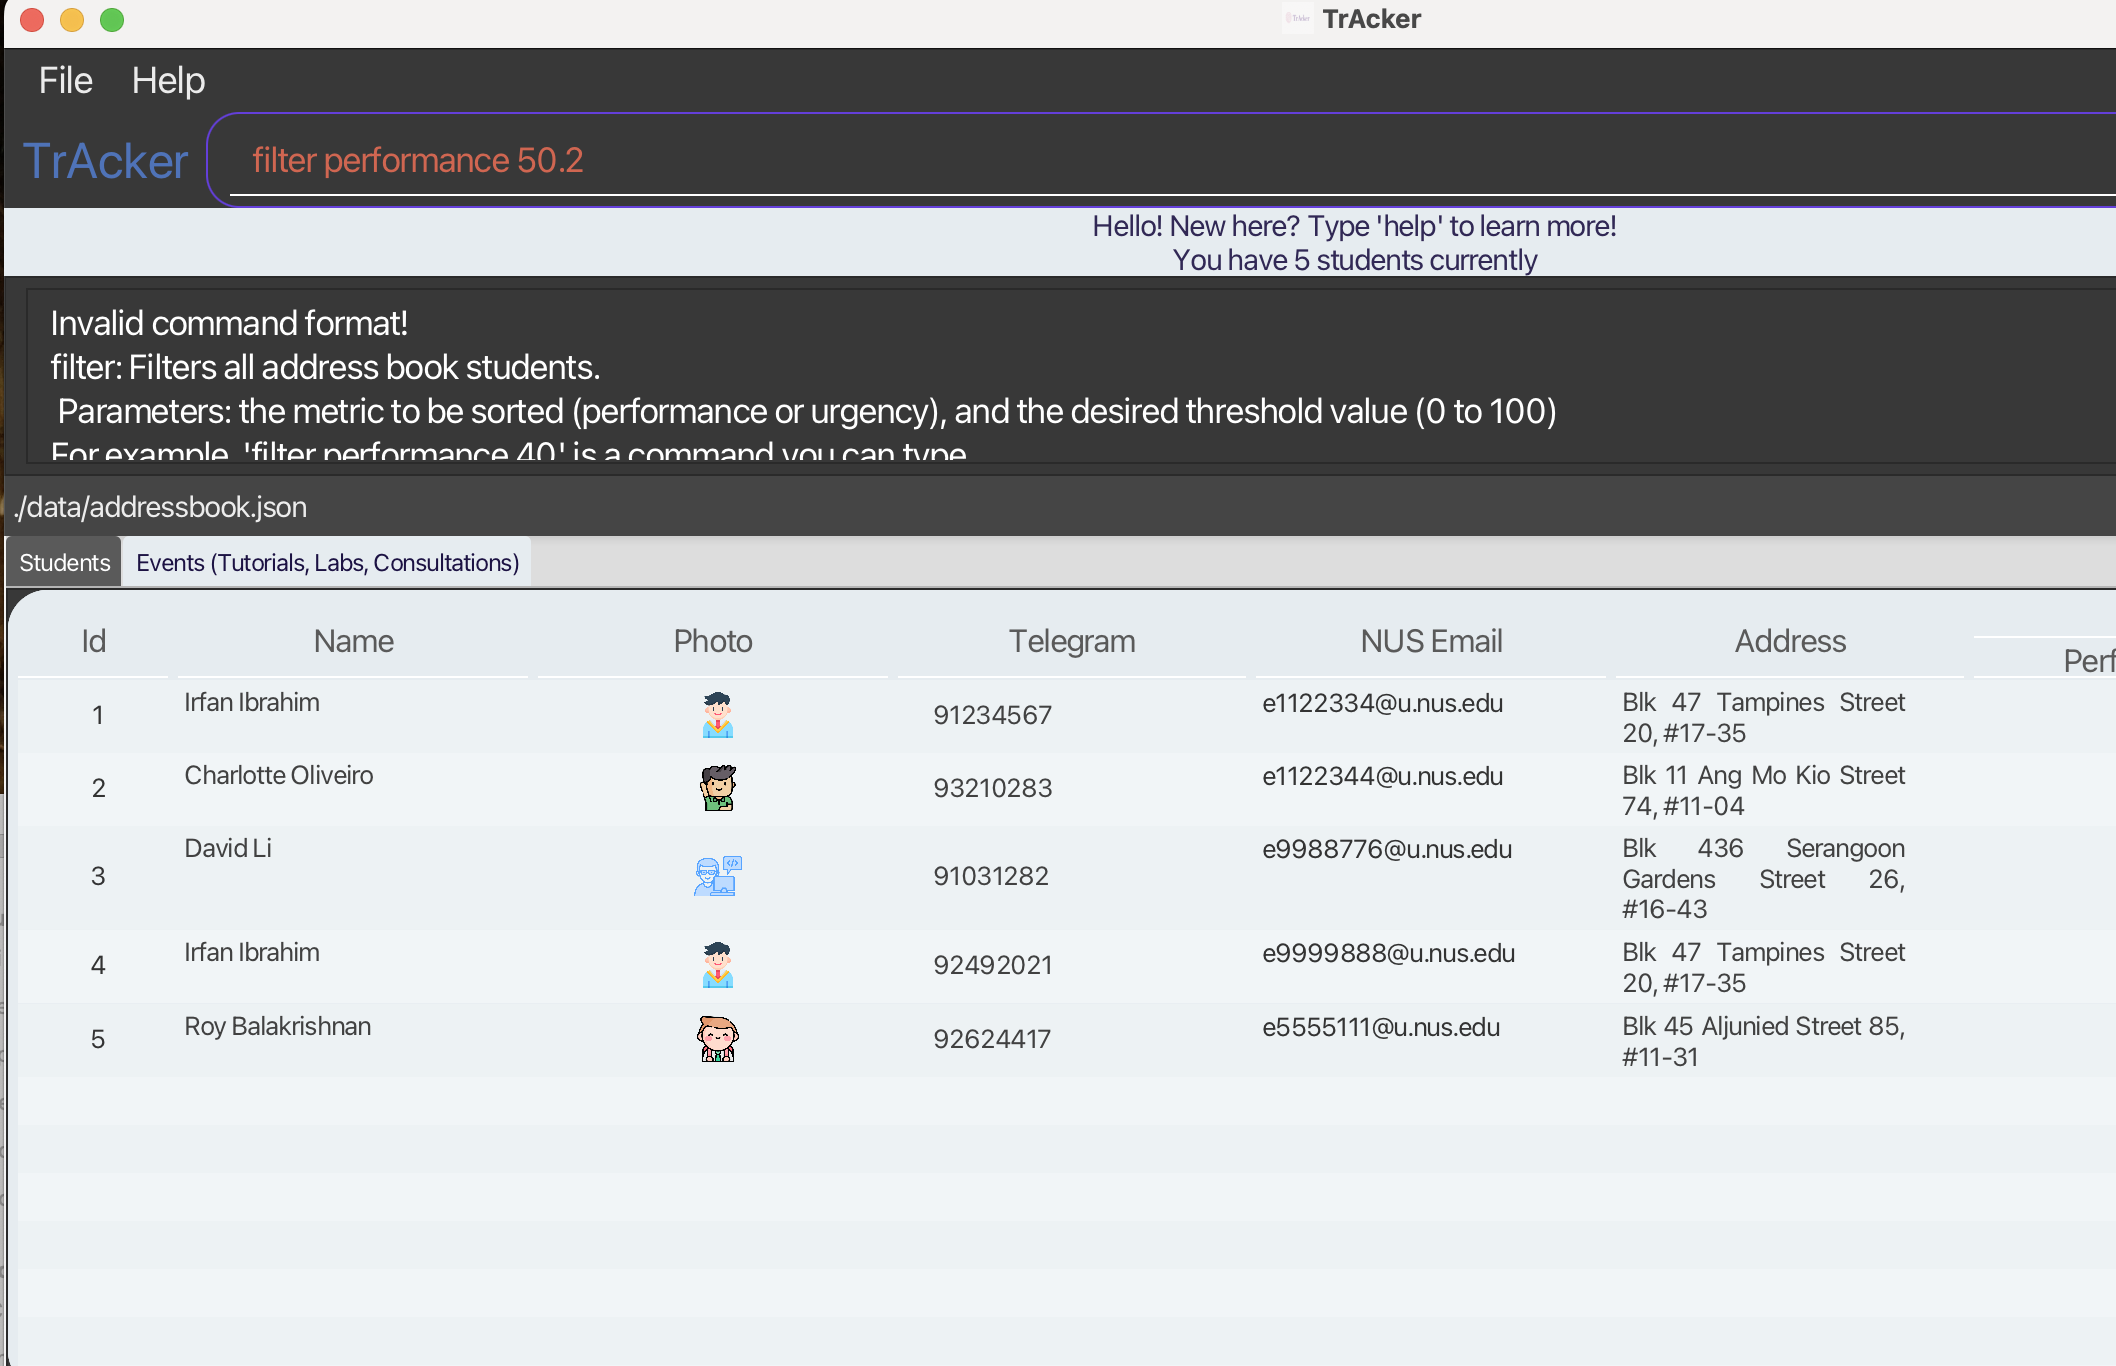 TrAcker
File Help
TrAcker filter performance 50.2
Hello! New here? Type 'help' to learn more!
You have 5 students currently
Invalid command format!
filter: Filters all address book students.
Parameters: the metric to be sorted (performance or urgency), and the desired threshold value (0 to 100)
For example, 'filter performance 40' is a command you can type
./data/addressbook.json
Students Events (Tutorials, Labs, Consultations)
Id Name Photo Telegram NUS Email Address Perf
1 Irfan Ibrahim 91234567 e1122334@u.nus.edu Blk 47 Tampines Street
20, #17-35
2 Charlotte Oliveiro 93210283 e1122344@u.nus.edu Blk 11 Ang Mo Kio Street
74, #11-04
3 David Li 91031282 e9988776@u.nus.edu Blk 436 Serangoon
Gardens Street 26,
#16-43
4 Irfan Ibrahim 92492021 e9999888@u.nus.edu Blk 47 Tampines Street
20, #17-35
5 Roy Balakrishnan 92624417 e5555111@u.nus.edu Blk 45 Aljunied Street 85,
#11-31